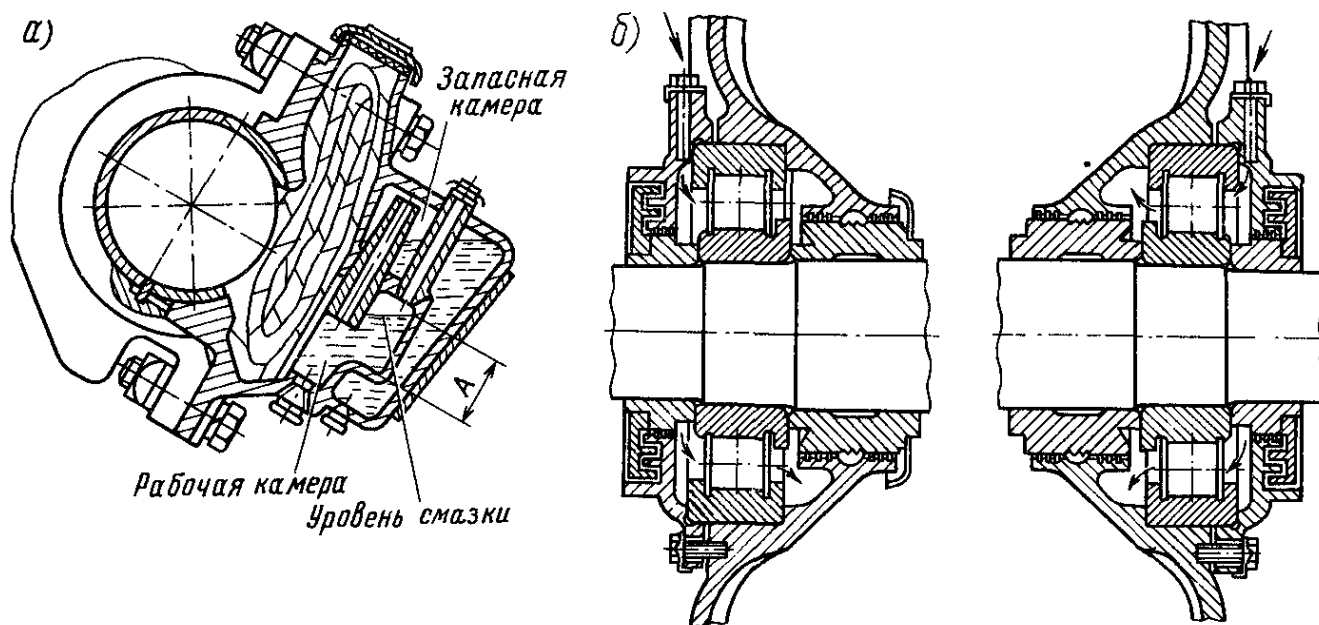 а)
Запасная
камера
А
Рабочая камера
Уровень смазки
б)